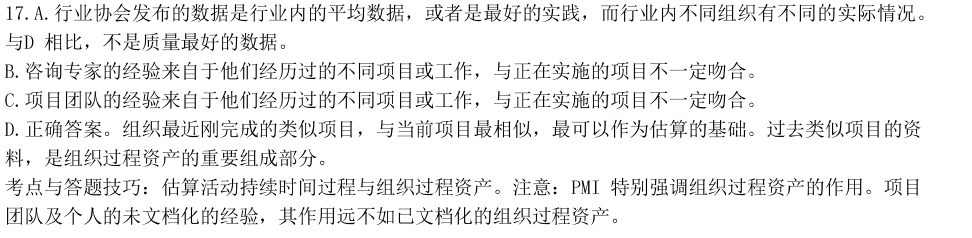 17.A.行业协会发布的数据是行业内的平均数据，或者是最好的实践，而行业内不同组织有不同的实际情况。
与D 相比，不是质量最好的数据。
B.咨询专家的经验来自于他们经历过的不同项目或工作，与正在实施的项目不一定吻合。
C.项目团队的经验来自于他们经历过的不同项目或工作，与正在实施的项目不一定吻合。
D.正确答案。组织最近刚完成的类似项目，与当前项目最相似，最可以作为估算的基础。过去类似项目的资
料，是组织过程资产的重要组成部分。
考点与答题技巧：估算活动持续时间过程与组织过程资产。注意：PMI 特别强调组织过程资产的作用。项目
团队及个人的未文档化的经验，其作用远不如已文档化的组织过程资产。